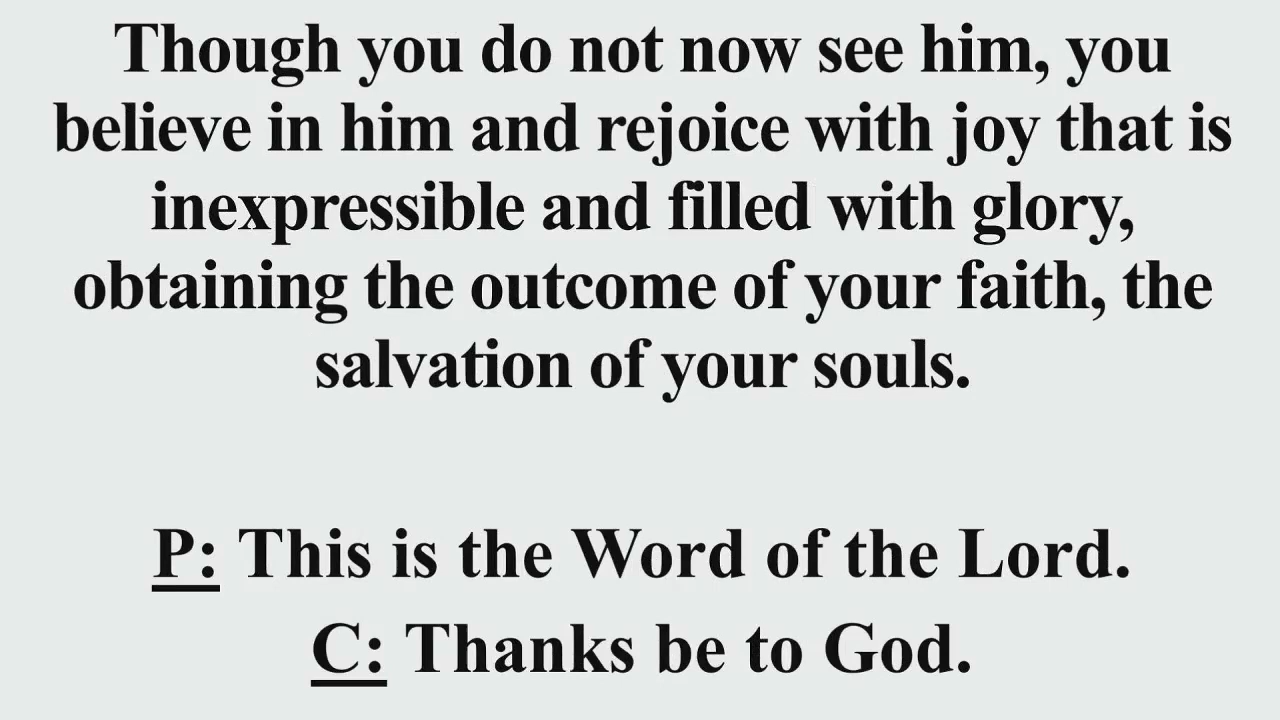 Though you do not now see him, you
believe in him and rejoice with joy that is
inexpressible and filled with glory,
obtaining the outcome of your faith, the
salvation of your souls.
P: This is the Word of the Lord.
C: Thanks be to God.